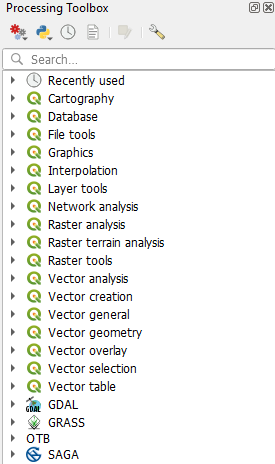 Processing Toolbox
Search...
Recently used
Cartography
Database
File tools
Graphics
Interpolation
Layer tools
Network analysis
Raster analysis
Raster terrain analysis
Raster tools
Vector analysis
Vector creation
Vector general
Vector geometry
Vector overlay
Vector selection
Vector table
GDAL GDAL
GRASS
OTB
SAGA